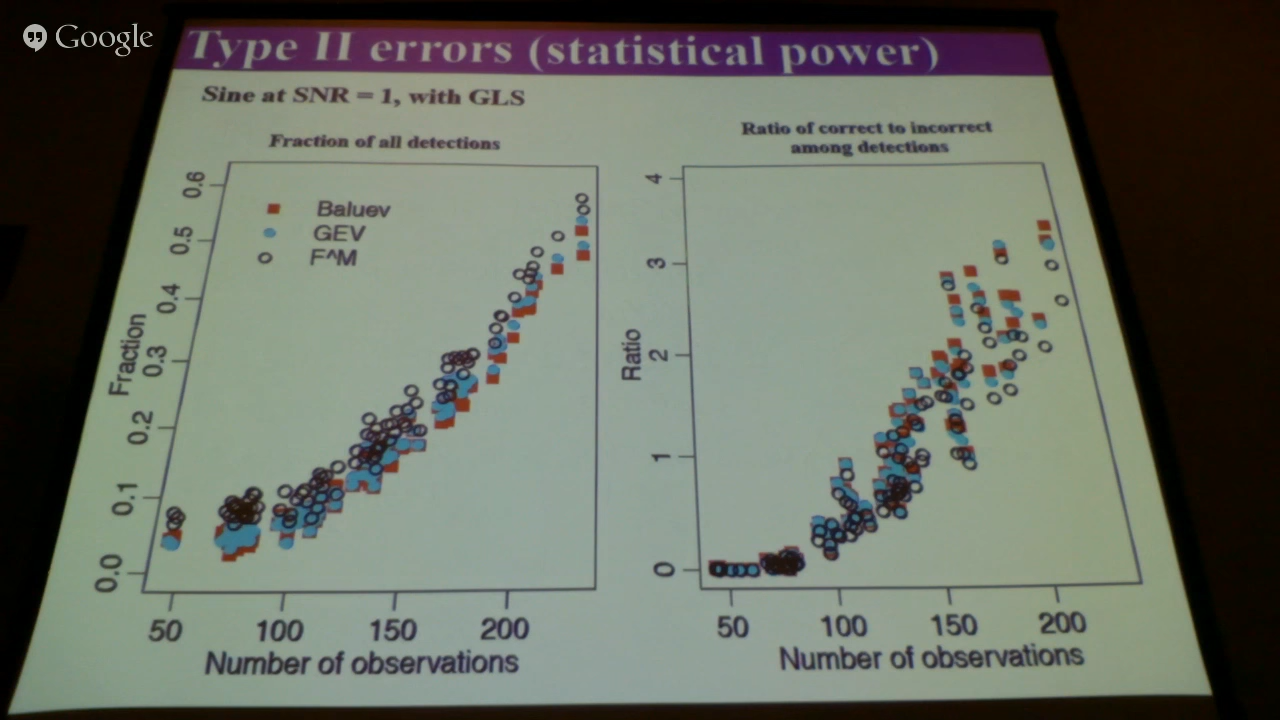 Google
Type II errors (statistical power)
Sine at SNR = 1, with GLS
Fraction of all detections
Fraction
0.6
0.5
0.4
0.3
0.2
0.1
0.0
Baluev
GEV
F^M
50 100 150 200
Number of observations
Ratio of correct to incorrect
among detections
Ratio
4
3
2
1
0
50 100 150 200
Number of observations